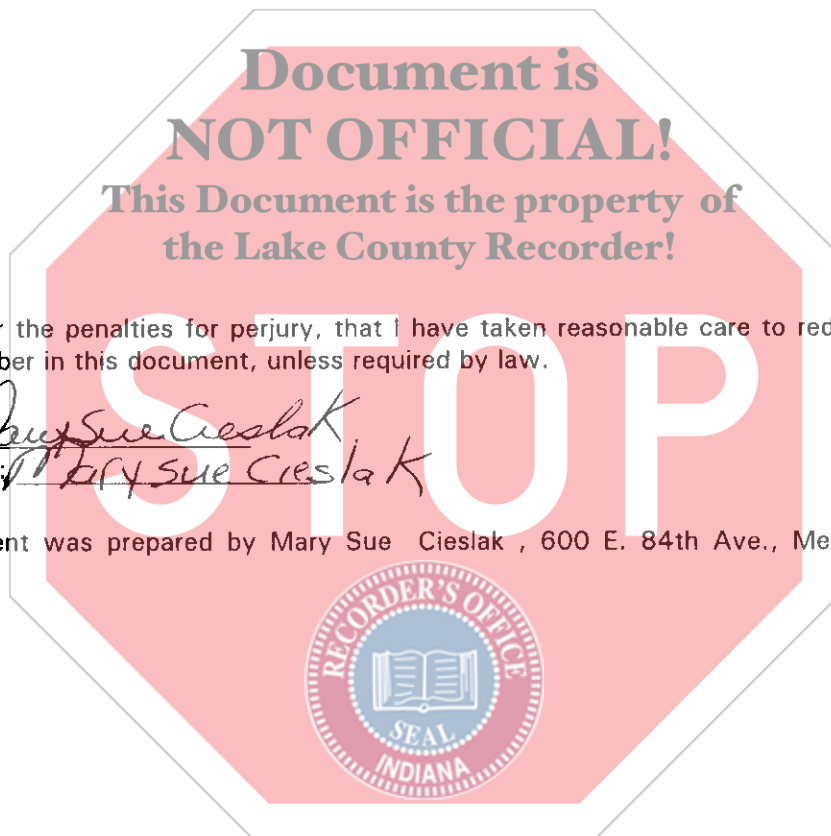 Document is
NOT OFFICIAL!
This Document is the property of
the Lake County Recorder!
the penalties for perjury, that I have taken reasonable care to red
ber in this document, unless required by law.
Mary Sue Cieslak
Mary Sue Cieslak
ent was prepared by Mary Sue Cieslak , 600 E. 84th Ave., Me
STOP
RECORDER'S OFFICE
SEAL
INDIANA